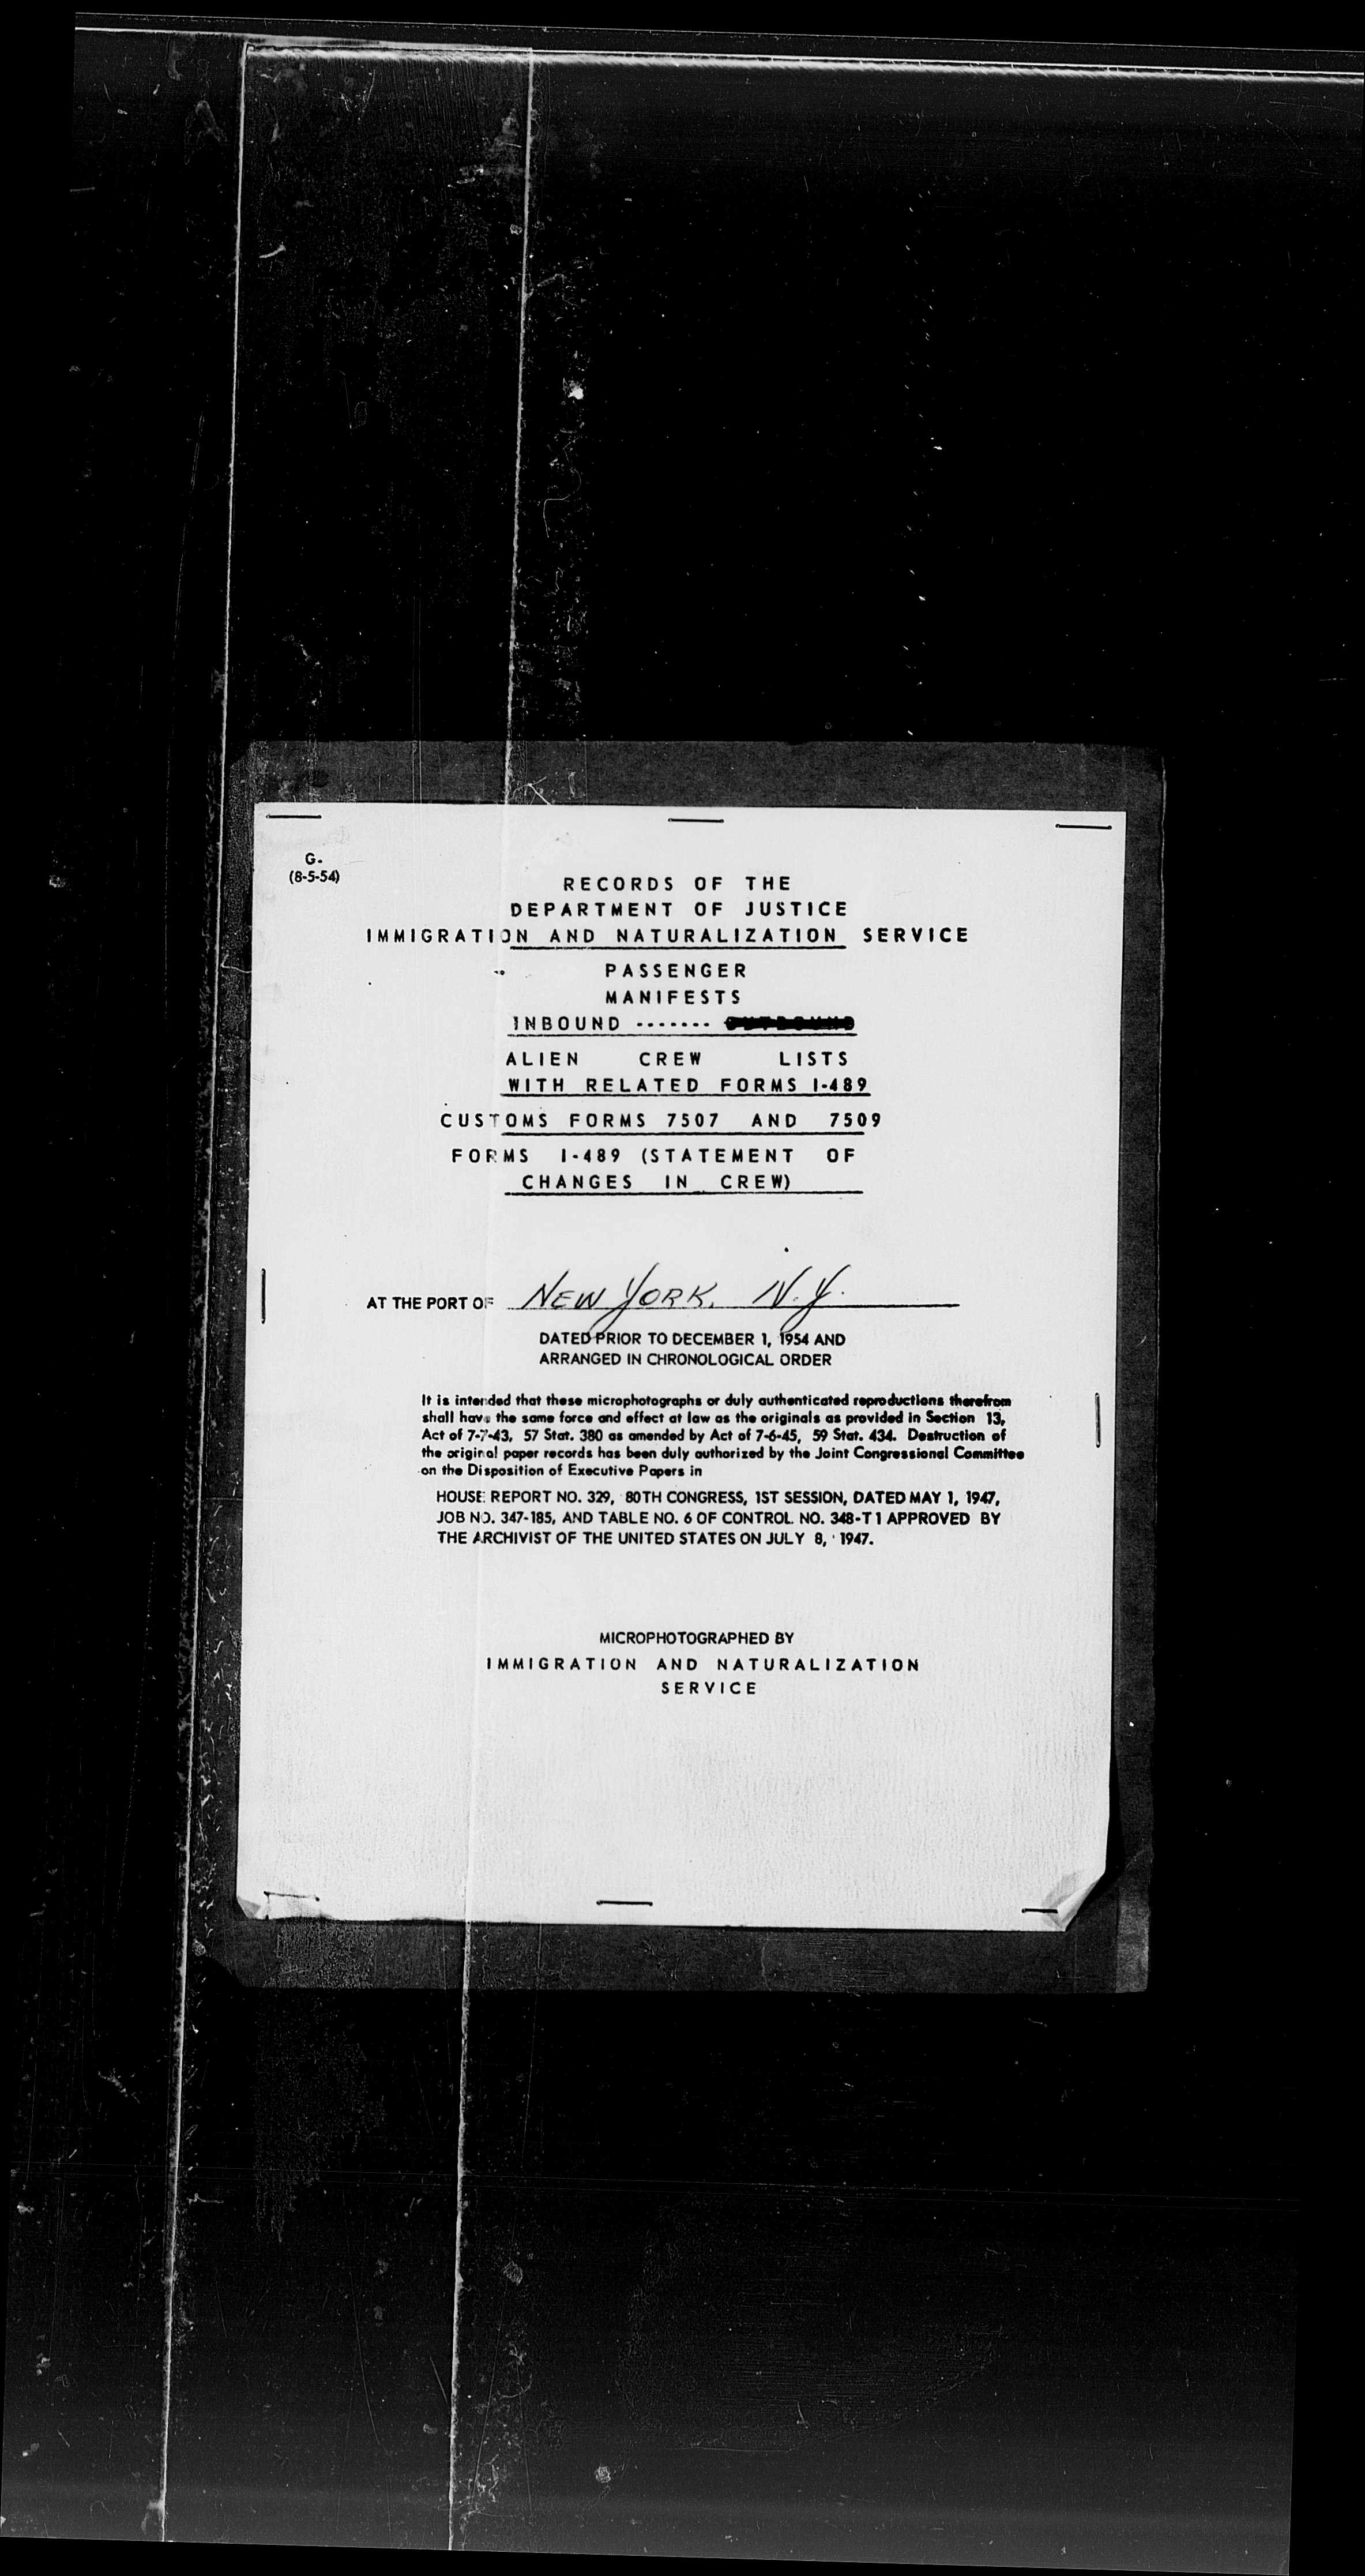 G-
(8-5-54)
RECORDS OF THE
DEPARTMENT OF JUSTICE
IMMIGRATION AND NATURALIZATION SERVICE
PASSENGER
MANIFESTS
INBOUND -------
ALIEN CREW LISTS
WITH RELATED FORMS I-489
CUSTOMS FORMS 7507 AND 7509
FORMS I-489 (STATEMENT OF
CHANGES IN CREW)
AT THE PORT OF NEW YORK, N.Y.
DATED PRIOR TO DECEMBER 1, 1954 AND
ARRANGED IN CHRONOLOGICAL ORDER
It is intended that these microphotographs or duly authenticated reproductions therefrom
shall have the same force and effect at law as the originals as provided in Section 13,
Act of 7-7-43, 57 Stat. 380 as amended by Act of 7-6-45, 59 Stat. 434. Destruction of
the original paper records has been duly authorized by the Joint Congressional Committee
on the Disposition of Executive Papers in
HOUSE REPORT NO. 329, 80TH CONGRESS, 1ST SESSION, DATED MAY 1, 1947,
JOB NO. 347-185, AND TABLE NO. 6 OF CONTROL NO. 348-T1 APPROVED BY
THE ARCHIVIST OF THE UNITED STATES ON JULY 8, 1947.
MICROPHOTOGRAPHED BY
IMMIGRATION AND NATURALIZATION
SERVICE